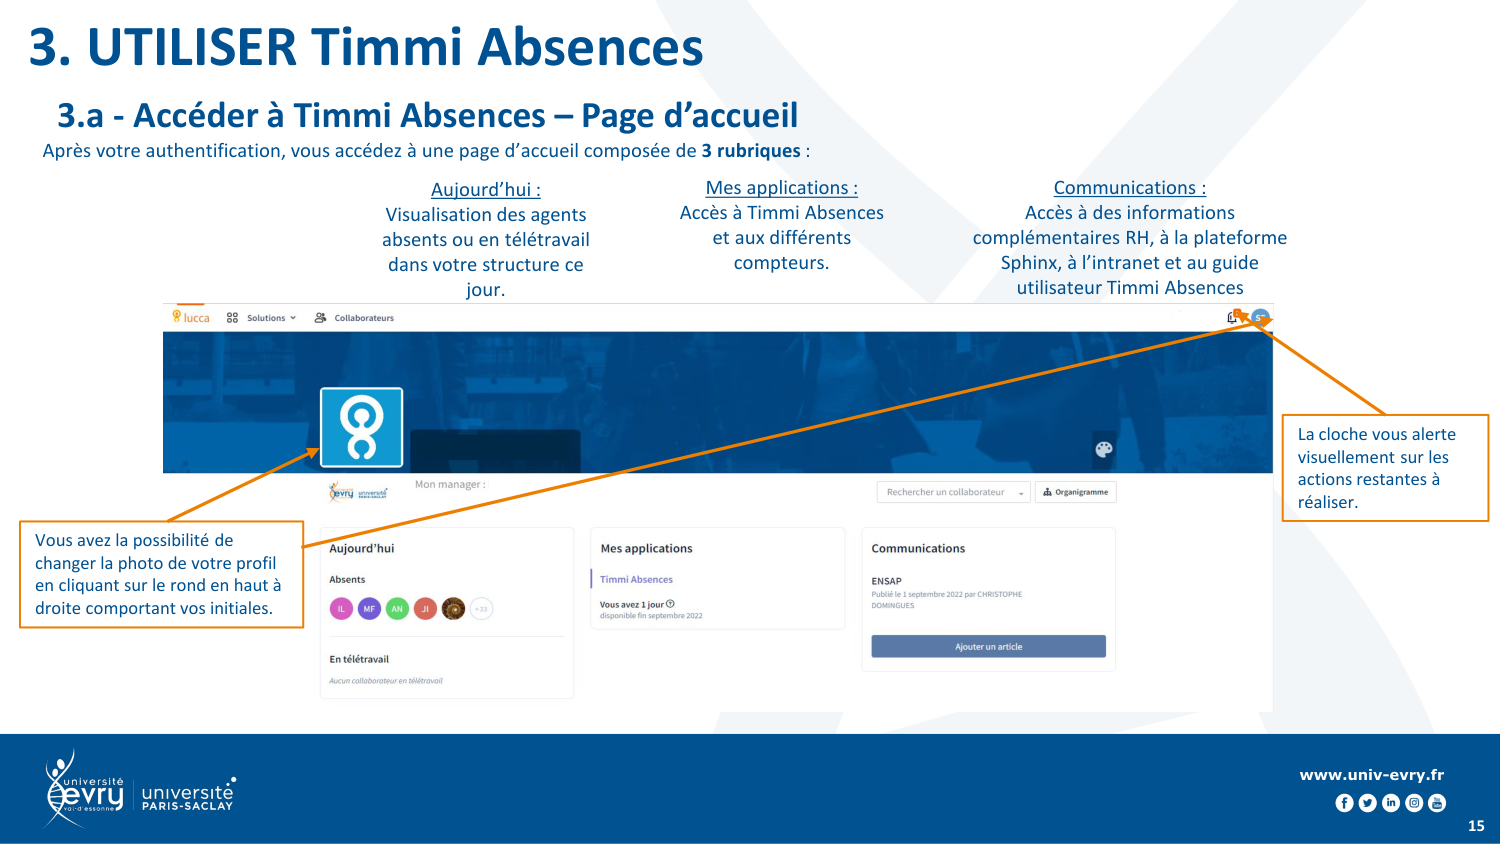 3. UTILISER Timmi Absences
3.a - Accéder à Timmi Absences – Page d’accueil
Après votre authentification, vous accédez à une page d’accueil composée de 3 rubriques :
Aujourd’hui :
Visualisation des agents
absents ou en télétravail
dans votre structure ce
jour.
Mes applications :
Accès à Timmi Absences
et aux différents
compteurs.
Communications :
Accès à des informations
complémentaires RH, à la plateforme
Sphinx, à l’intranet et au guide
utilisateur Timmi Absences
lucca
Solutions
Collaborateurs
La cloche vous alerte
visuellement sur les
actions restantes à
réaliser.
evry université
PARIS-SACLAY
Mon manager :
Rechercher un collaborateur
Organigramme
Vous avez la possibilité de
changer la photo de votre profil
en cliquant sur le rond en haut à
droite comportant vos initiales.
Aujourd’hui
Absents
IL MF AN JI +33
En télétravail
Aucun collaborateur en télétravail
Mes applications
Timmi Absences
Vous avez 1 jour
disponible fin septembre 2022
Communications
ENSAP
Publié le 1 septembre 2022 par CHRISTOPHE
DOMINGUES
Ajouter un article
université
evry
val-d'essonne
université
PARIS-SACLAY
www.univ-evry.fr
15